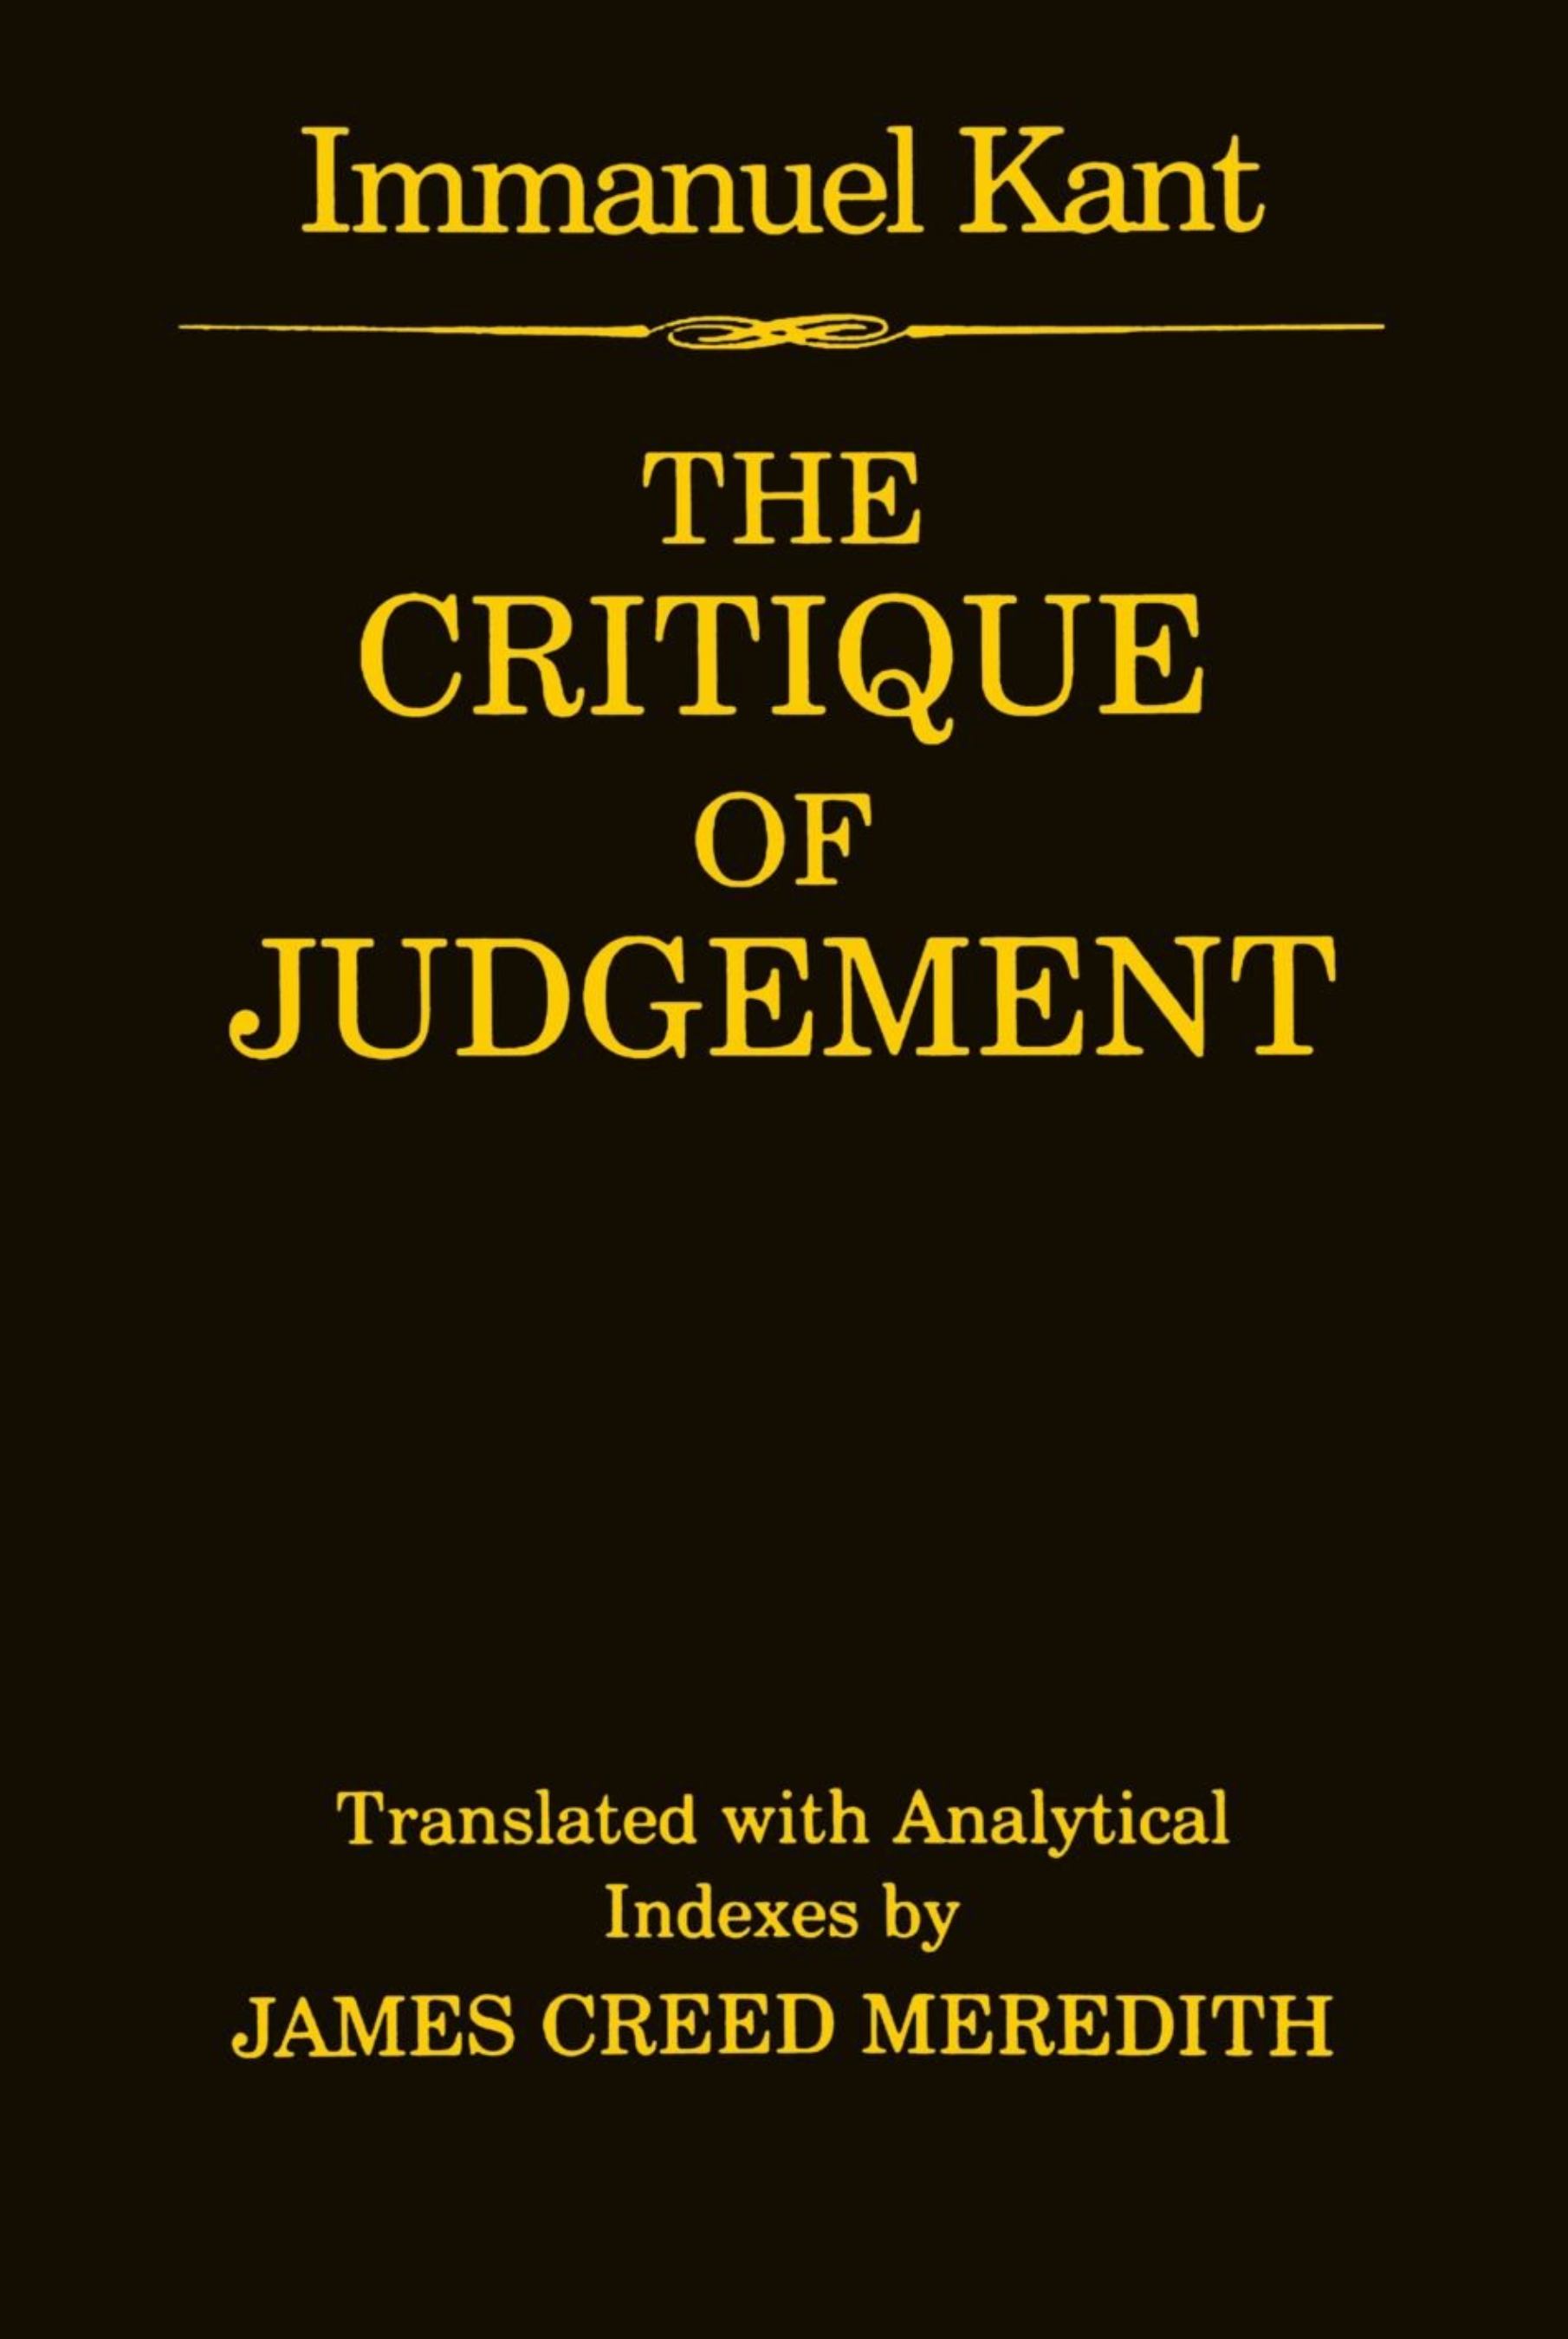 Immanuel Kant
THE
CRITIQUE
OF
JUDGEMENT
Translated with Analytical
Indexes by
JAMES CREED MEREDITH